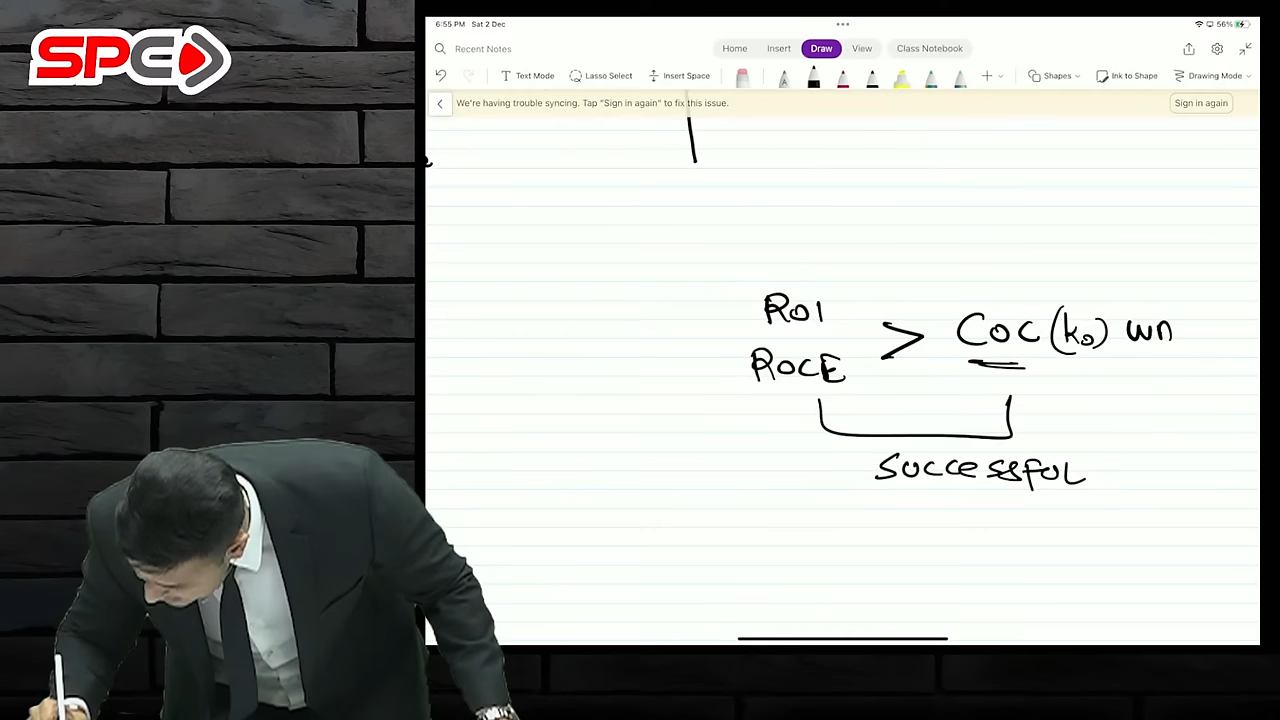 SPC
6:55 PM Sat 2 Dec
56%
Recent Notes
Home Insert Draw View Class Notebook
Text Mode Lasso Select Insert Space Shapes Ink to Shape Drawing Mode
We're having trouble syncing. Tap "Sign in again" to fix this issue.
Sign in again
ROI
ROCE > COC (k₀) wn
SUCCESSFUL